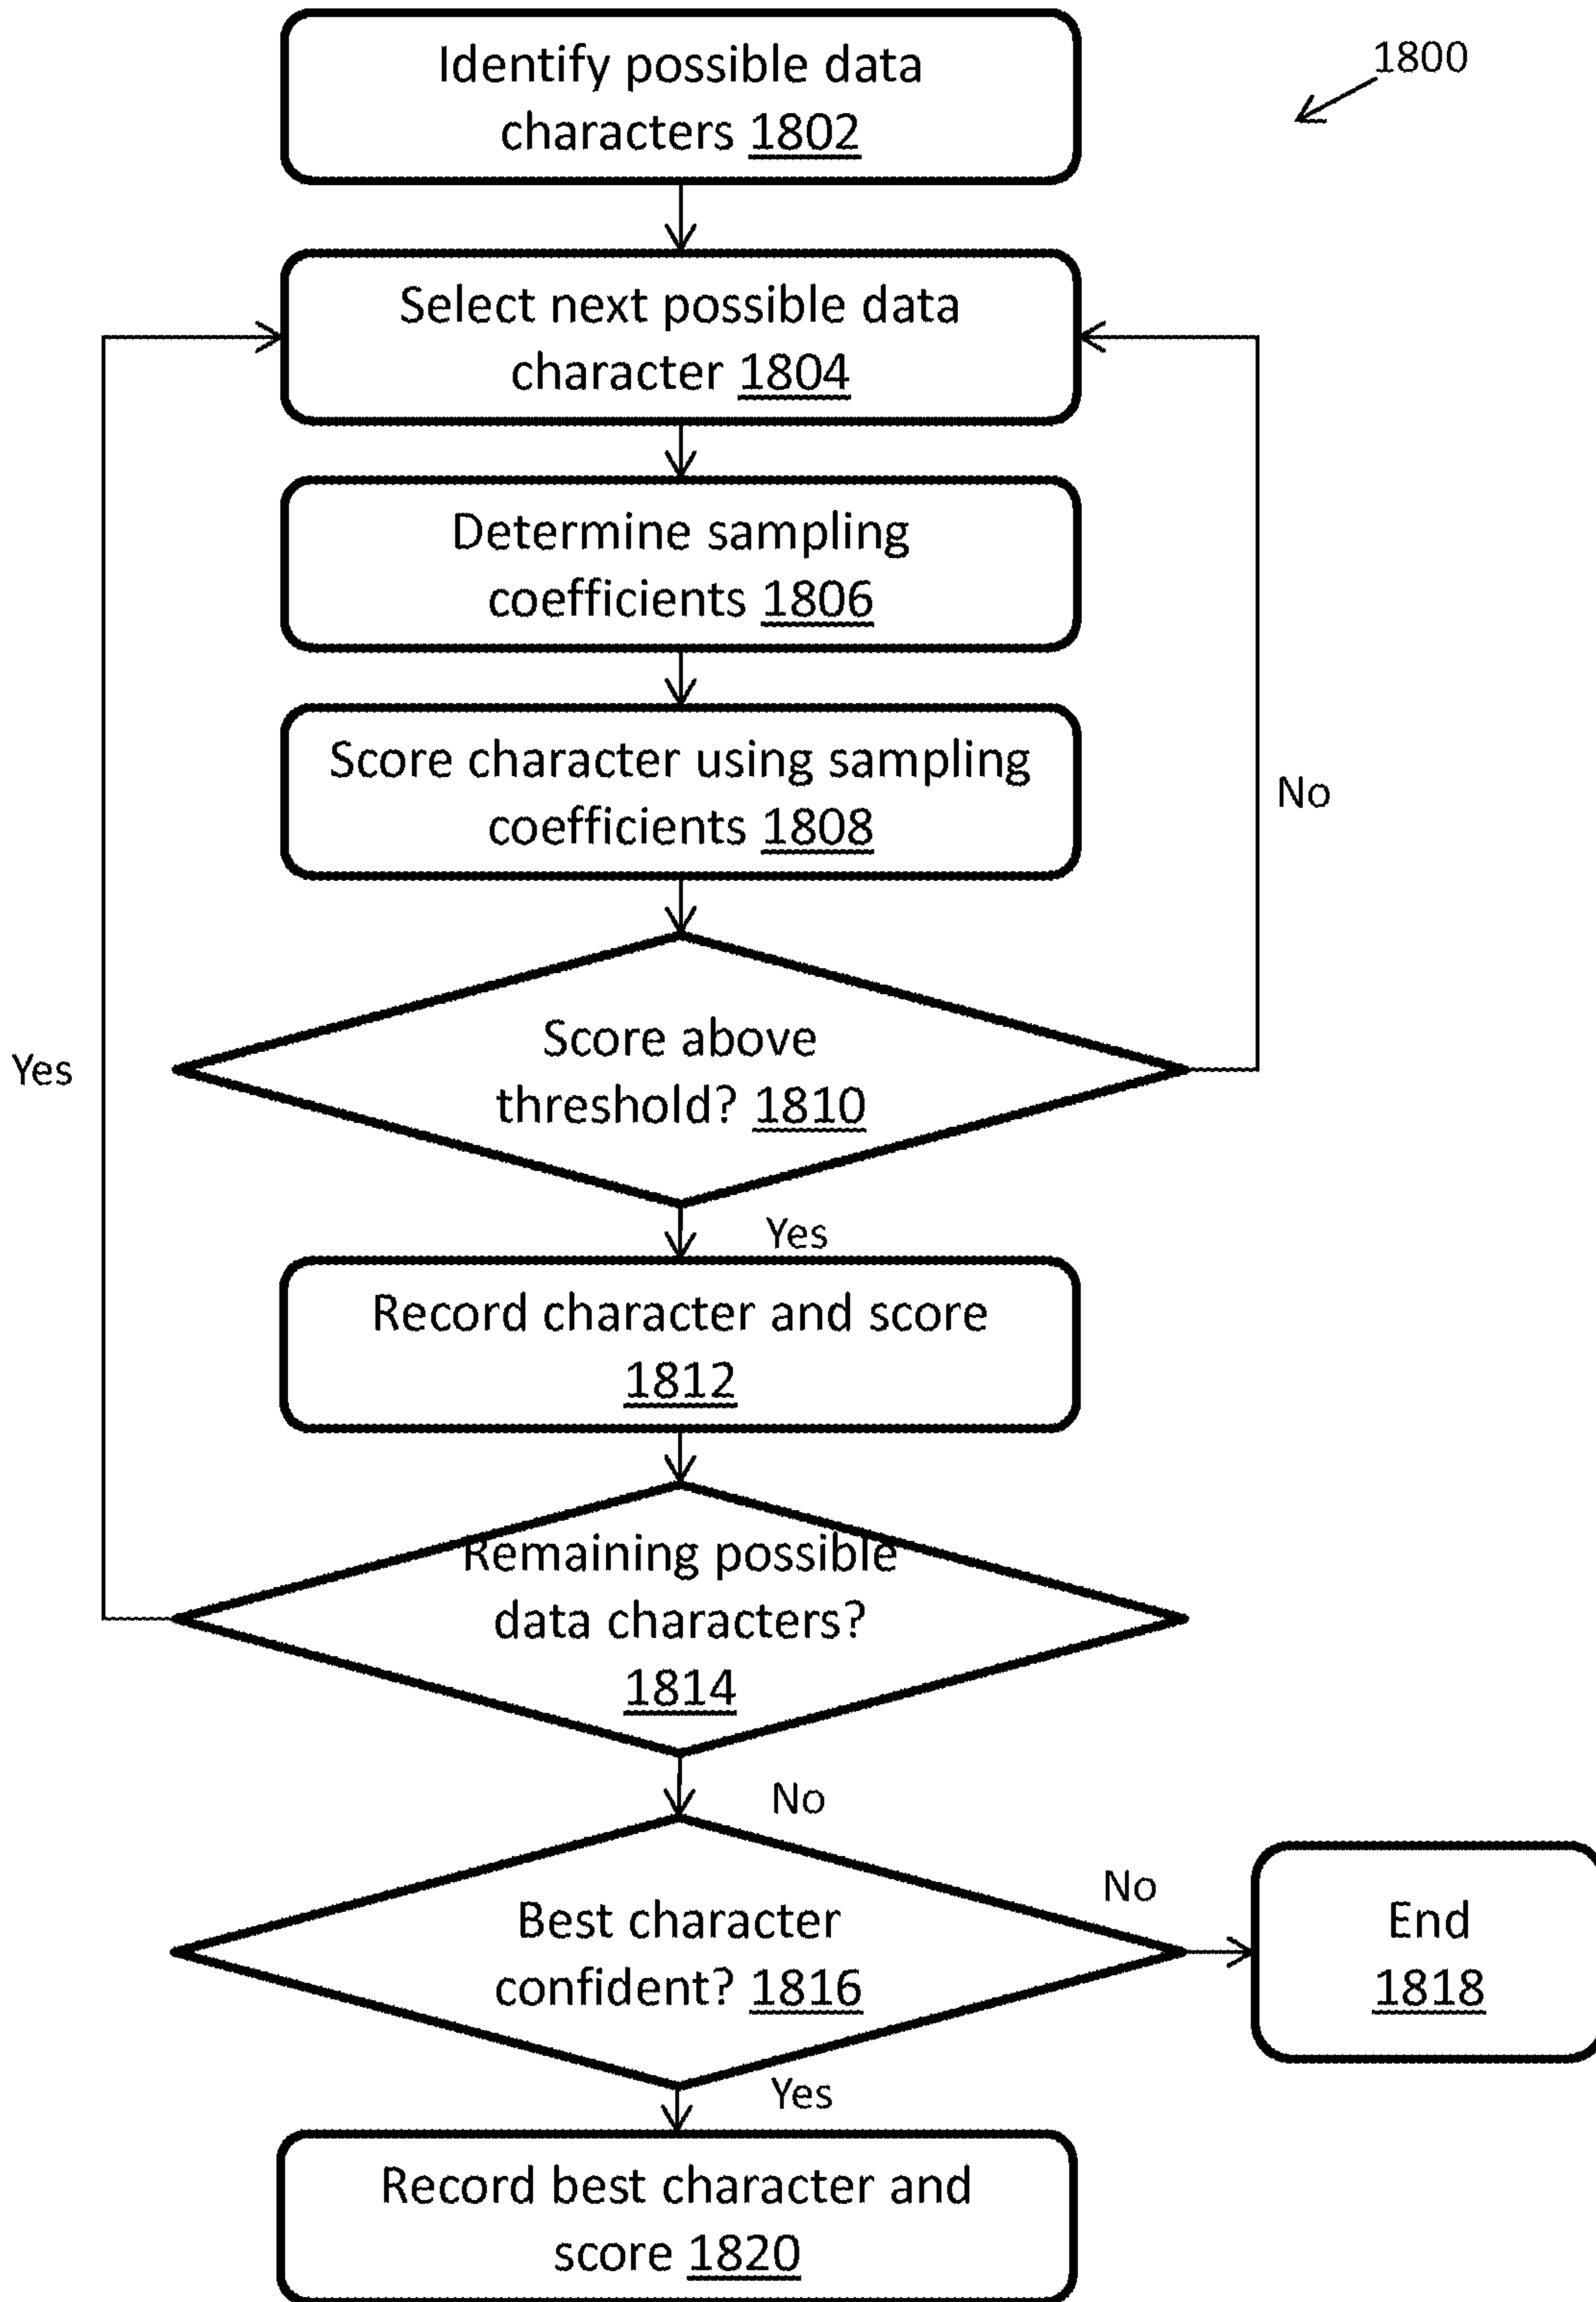 Identify possible data
characters 1802
1800
Select next possible data
character 1804
Determine sampling
coefficients 1806
Score character using sampling
coefficients 1808
No
Score above
threshold? 1810
Yes
Yes
Record character and score
1812
Remaining possible
data characters?
1814
No
Best character
confident? 1816
No
End
1818
Yes
Record best character and
score 1820